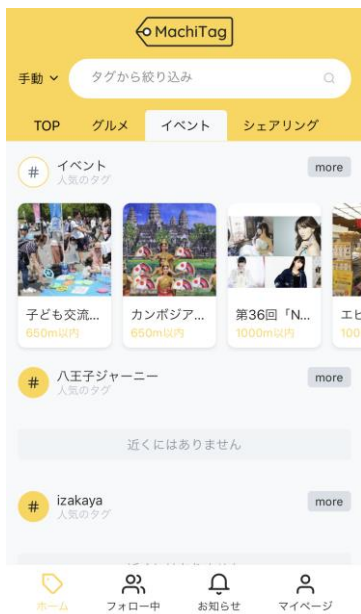 MachiTag
手動
タグから絞り込み
TOP
グルメ
イベント
シェアリング
#
イベント
人気のタグ
more
子ども交流...
650m以内
カンボジア...
650m以内
第36回「N...
1000m以内
エヒ
100
#
八王子ジャーニー
人気のタグ
more
近くにはありません
#
izakaya
人気のタグ
more
ホーム
フォロー中
お知らせ
マイページ